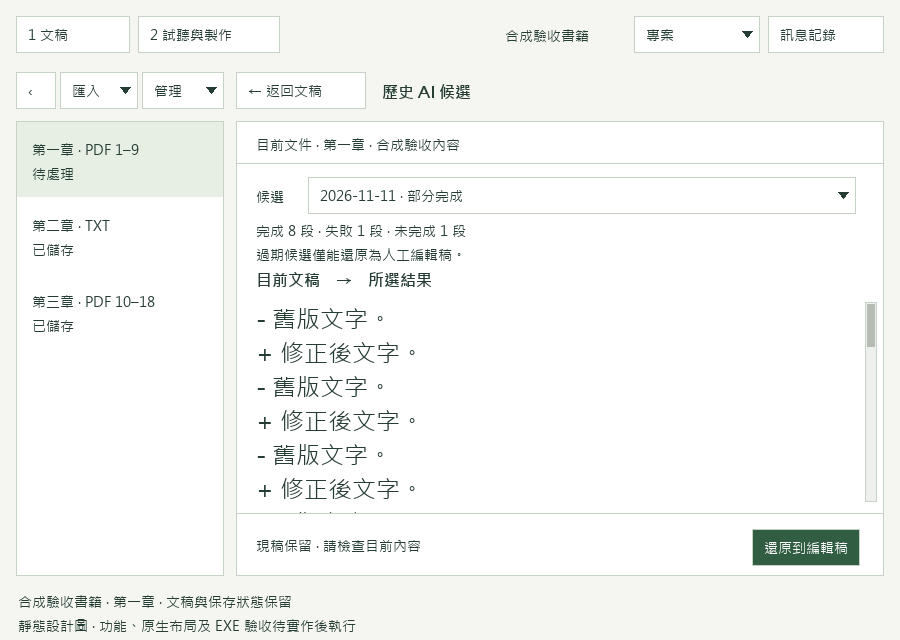 1 文稿
2 試聽與製作
合成驗收書籍
專案
訊息記錄
‹
匯入
管理
← 返回文稿
歷史 AI 候選
第一章 · PDF 1–9
待處理
第二章 · TXT
已儲存
第三章 · PDF 10–18
已儲存
目前文件 · 第一章 · 合成驗收內容
候選
2026-11-11 · 部分完成
完成 8 段 · 失敗 1 段 · 未完成 1 段
過期候選僅能還原為人工編輯稿。
目前文稿 → 所選結果
- 舊版文字。
+ 修正後文字。
- 舊版文字。
+ 修正後文字。
- 舊版文字。
+ 修正後文字。
現稿保留 · 請檢查目前內容
還原到編輯稿
合成驗收書籍 · 第一章 · 文稿與保存狀態保留
靜態設計圖 · 功能、原生布局及 EXE 驗收待實作後執行